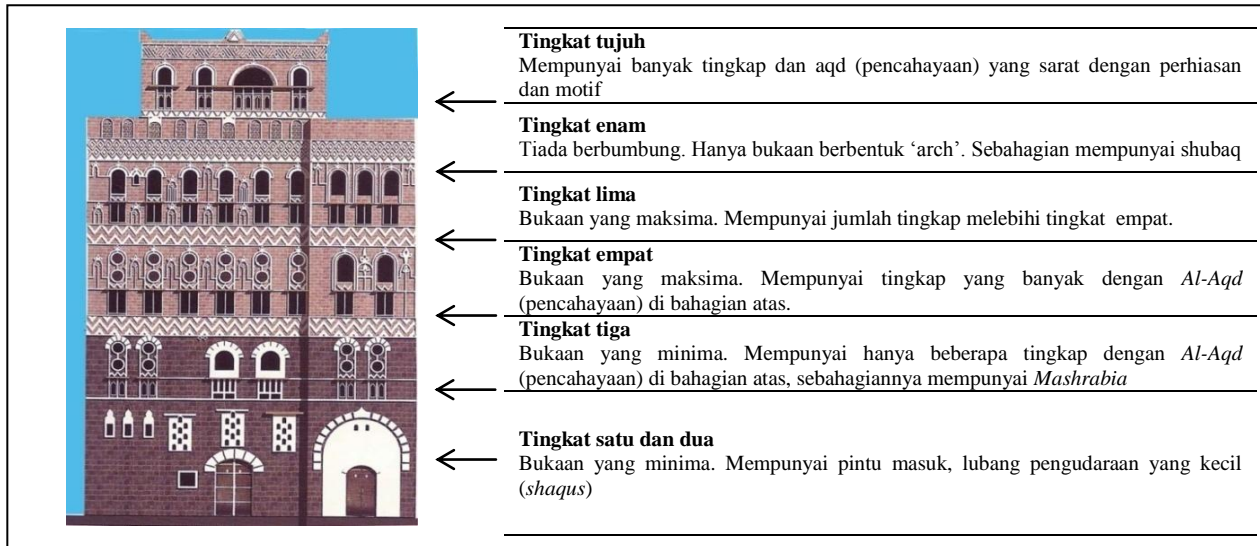 Tingkat tujuh
Mempunyai banyak tingkap dan aqd (pencahayaan) yang sarat dengan perhiasan
dan motif
Tingkat enam
Tiada berbumbung. Hanya bukaan berbentuk ‘arch’. Sebahagian mempunyai shubaq
Tingkat lima
Bukaan yang maksima. Mempunyai jumlah tingkap melebihi tingkat empat.
Tingkat empat
Bukaan yang maksima. Mempunyai tingkap yang banyak dengan Al-Aqd
(pencahayaan) di bahagian atas.
Tingkat tiga
Bukaan yang minima. Mempunyai hanya beberapa tingkap dengan Al-Aqd
(pencahayaan) di bahagian atas, sebahagiannya mempunyai Mashrabia
Tingkat satu dan dua
Bukaan yang minima. Mempunyai pintu masuk, lubang pengudaraan yang kecil
(shaqus)